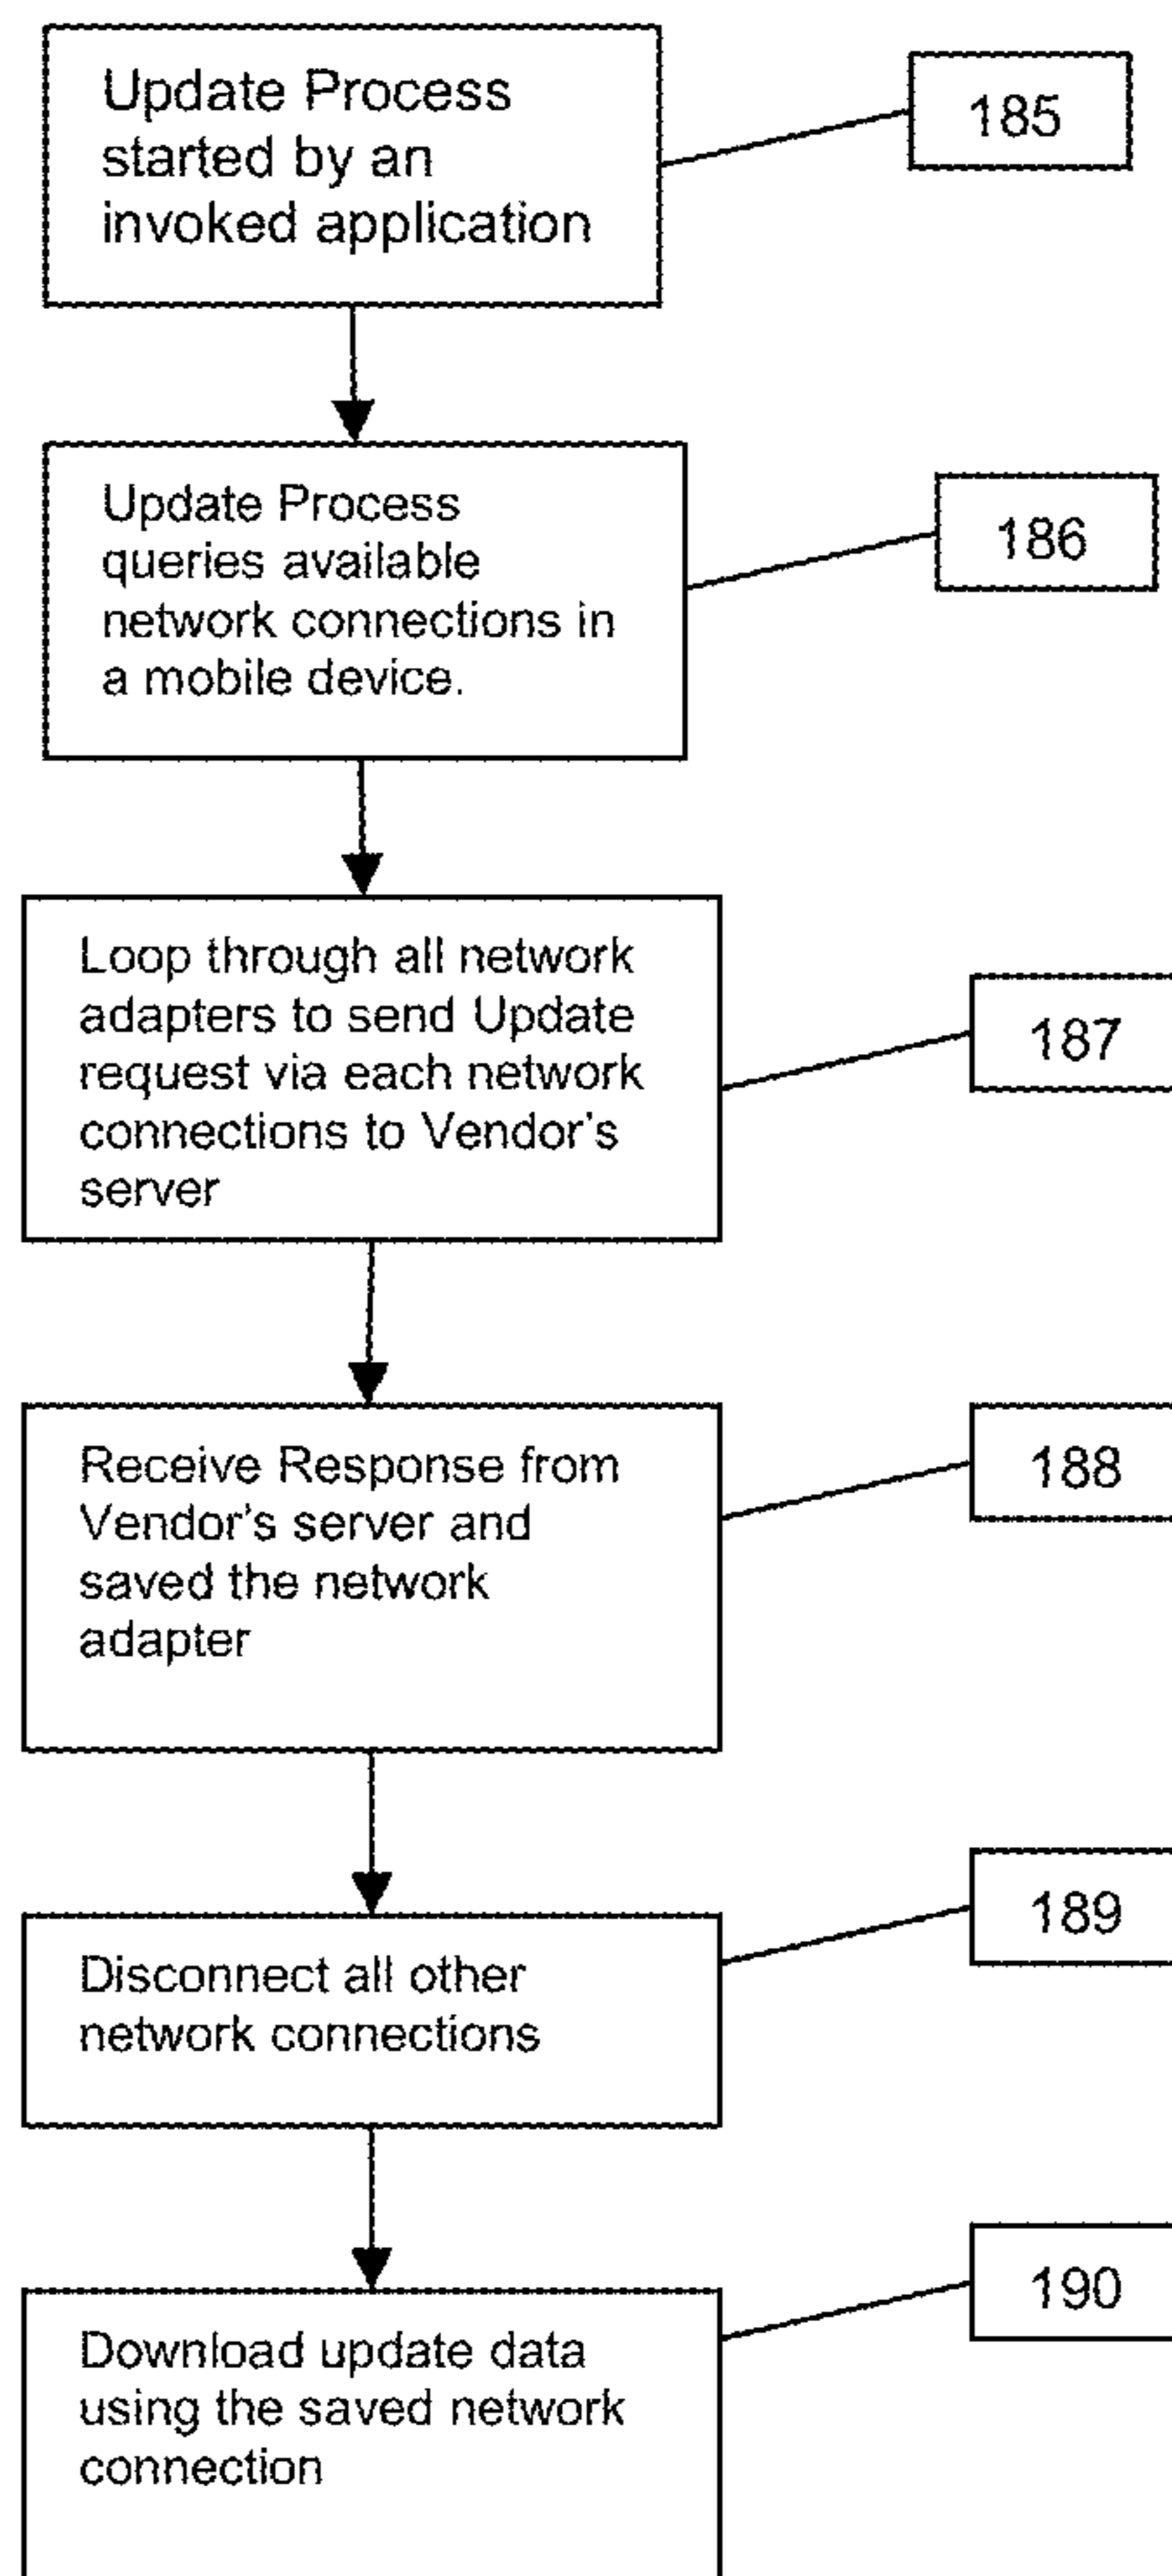 Update Process
started by an
invoked application
185
Update Process
queries available
network connections in
a mobile device.
186
Loop through all network
adapters to send Update
request via each network
connections to Vendor's
server
187
Receive Response from
Vendor's server and
saved the network
adapter
188
Disconnect all other
network connections
189
Download update data
using the saved network
connection
190